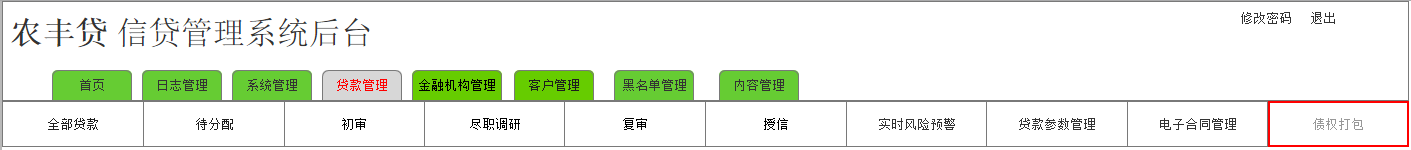 修改密码 退出
农丰贷 信贷管理系统后台
首页 日志管理 系统管理 贷款管理 金融机构管理 客户管理 黑名单管理 内容管理
全部贷款 待分配 初审 尽职调研 复审 授信 实时风险预警 贷款参数管理 电子合同管理 债权打包